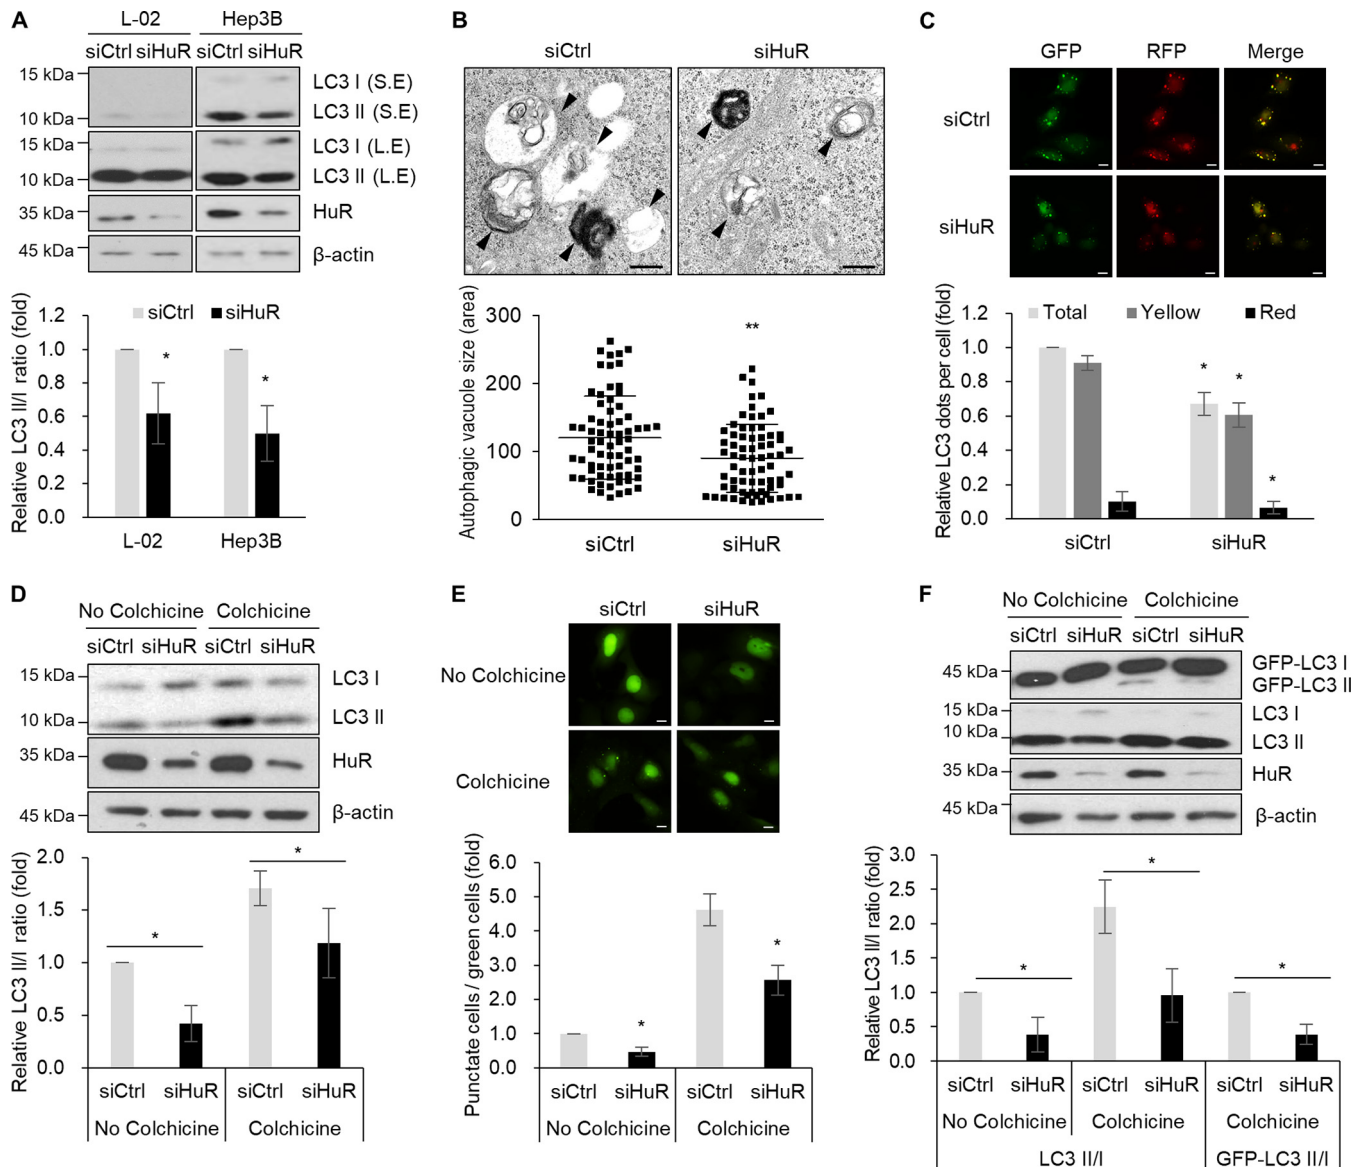 A
L-02 Hep3B
siCtrl siHuR siCtrl siHuR
15 kDa
LC3 I (S.E)
10 kDa
LC3 II (S.E)
15 kDa
LC3 I (L.E)
10 kDa
LC3 II (L.E)
35 kDa
HuR
45 kDa
β-actin
Relative LC3 II/I ratio (fold)
siCtrl siHuR
1.2
1.0
0.8
0.6
0.4
0.2
0.0
* *
L-02 Hep3B
B
siCtrl siHuR
Autophagic vacuole size (area)
300
200
100
0
**
siCtrl siHuR
C
GFP RFP Merge
siCtrl
siHuR
Relative LC3 dots per cell (fold)
Total Yellow Red
1.2
1.0
0.8
0.6
0.4
0.2
0.0
* * *
siCtrl siHuR
D
No Colchicine Colchicine
siCtrl siHuR siCtrl siHuR
15 kDa
LC3 I
10 kDa
LC3 II
35 kDa
HuR
45 kDa
β-actin
Relative LC3 II/I ratio (fold)
2.0
1.5
1.0
0.5
0.0
* *
siCtrl siHuR siCtrl siHuR
No Colchicine Colchicine
E
siCtrl siHuR
No Colchicine
Colchicine
Punctate cells / green cells (fold)
6.0
5.0
4.0
3.0
2.0
1.0
0.0
* *
siCtrl siHuR siCtrl siHuR
No Colchicine Colchicine
F
No Colchicine Colchicine
siCtrl siHuR siCtrl siHuR
45 kDa
GFP-LC3 I
GFP-LC3 II
15 kDa
LC3 I
10 kDa
LC3 II
35 kDa
HuR
45 kDa
β-actin
Relative LC3 II/I ratio (fold)
3.0
2.5
2.0
1.5
1.0
0.5
0.0
* * *
siCtrl siHuR siCtrl siHuR siCtrl siHuR
No Colchicine Colchicine Colchicine
LC3 II/I GFP-LC3 II/I